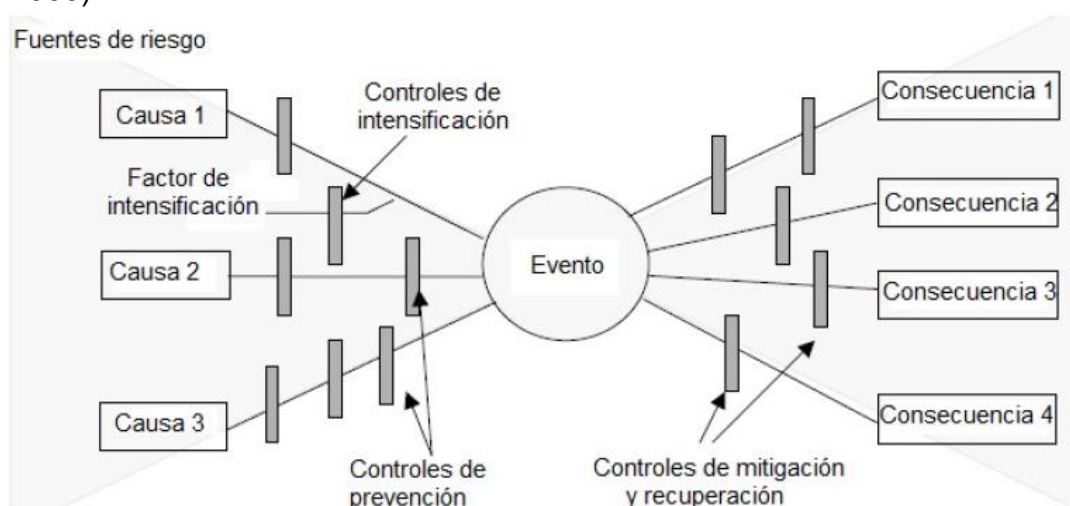 Fuentes de riesgo
Causa 1
Controles de
intensificación
Consecuencia 1
Factor de
intensificación
Consecuencia 2
Causa 2
Evento
Consecuencia 3
Causa 3
Consecuencia 4
Controles de
prevención
Controles de mitigación
y recuperación